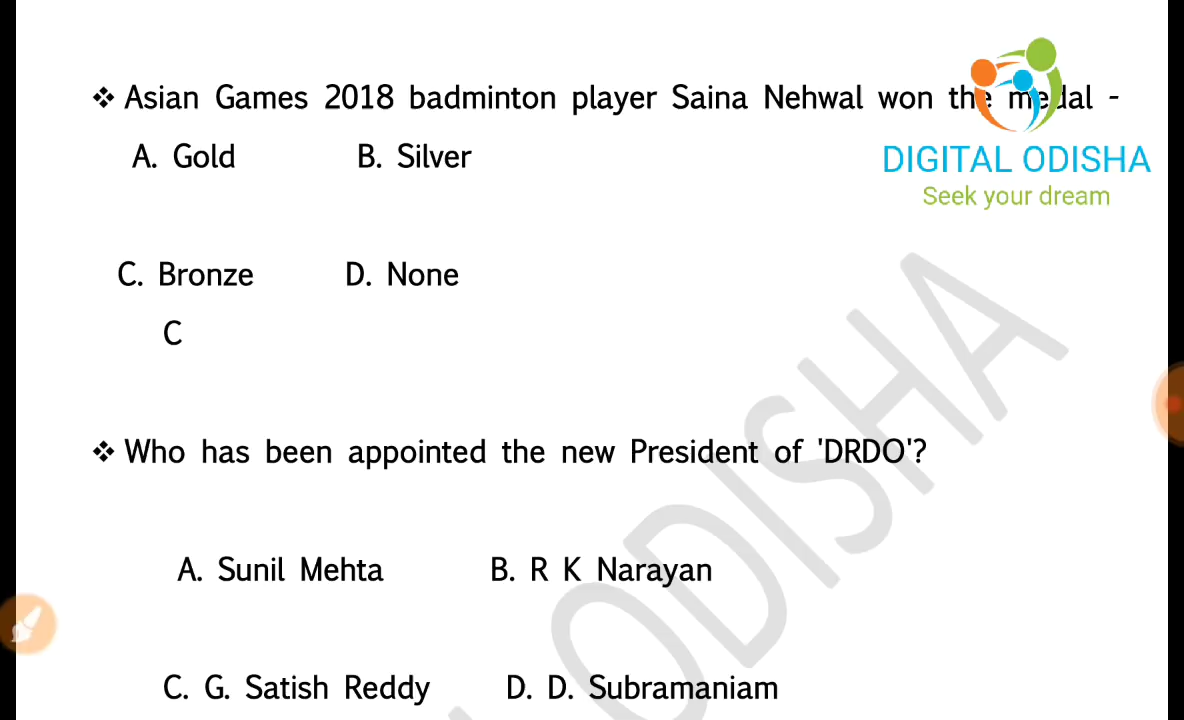 ❖ Asian Games 2018 badminton player Saina Nehwal won the medal -
A. Gold B. Silver
DIGITAL ODISHA
Seek your dream
C. Bronze D. None
C
❖ Who has been appointed the new President of 'DRDO'?
A. Sunil Mehta B. R K Narayan
C. G. Satish Reddy D. D. Subramaniam
ODISHA